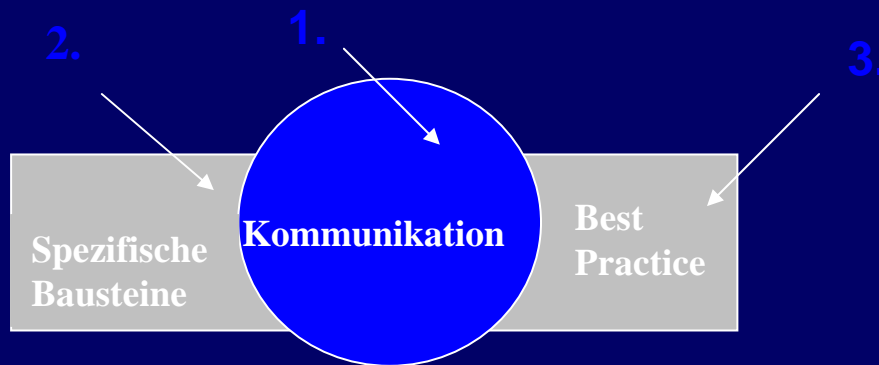 2.
1.
3.
Spezifische
Bausteine
Kommunikation
Best
Practice